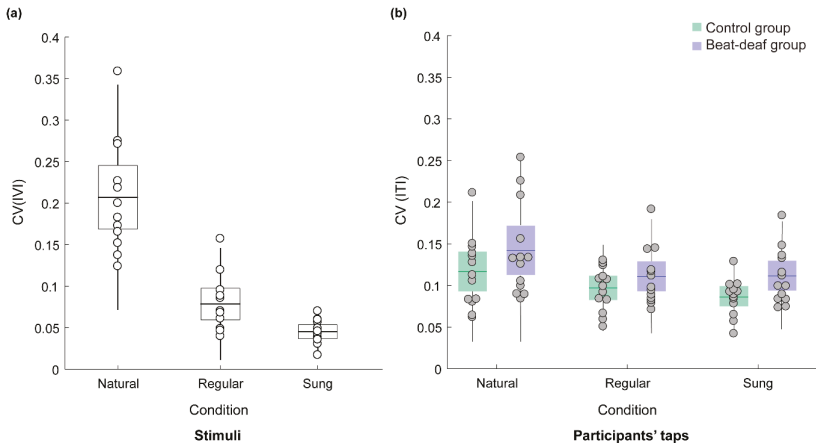 (a)
CV(IVI)
0.4
0.35
0.3
0.25
0.2
0.15
0.1
0.05
0
Natural Regular Sung
Condition
Stimuli
(b)
Control group
Beat-deaf group
CV (ITI)
0.4
0.35
0.3
0.25
0.2
0.15
0.1
0.05
0
Natural Regular Sung
Condition
Participants' taps